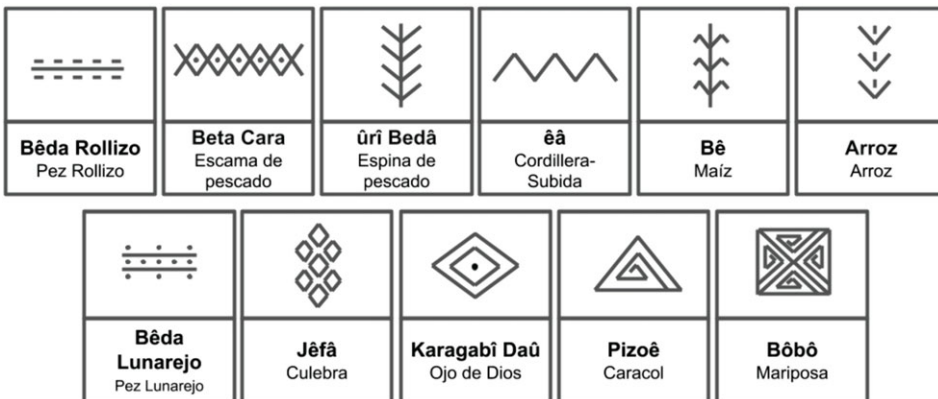 Bêda Rollizo
Pez Rollizo
Beta Cara
Escama de
pescado
ûrî Bedâ
Espina de
pescado
êâ
Cordillera-
Subida
Bê
Maíz
Arroz
Arroz
Bêda
Lunarejo
Pez Lunarejo
Jêfâ
Culebra
Karagabî Daû
Ojo de Dios
Pizoê
Caracol
Bôbô
Mariposa